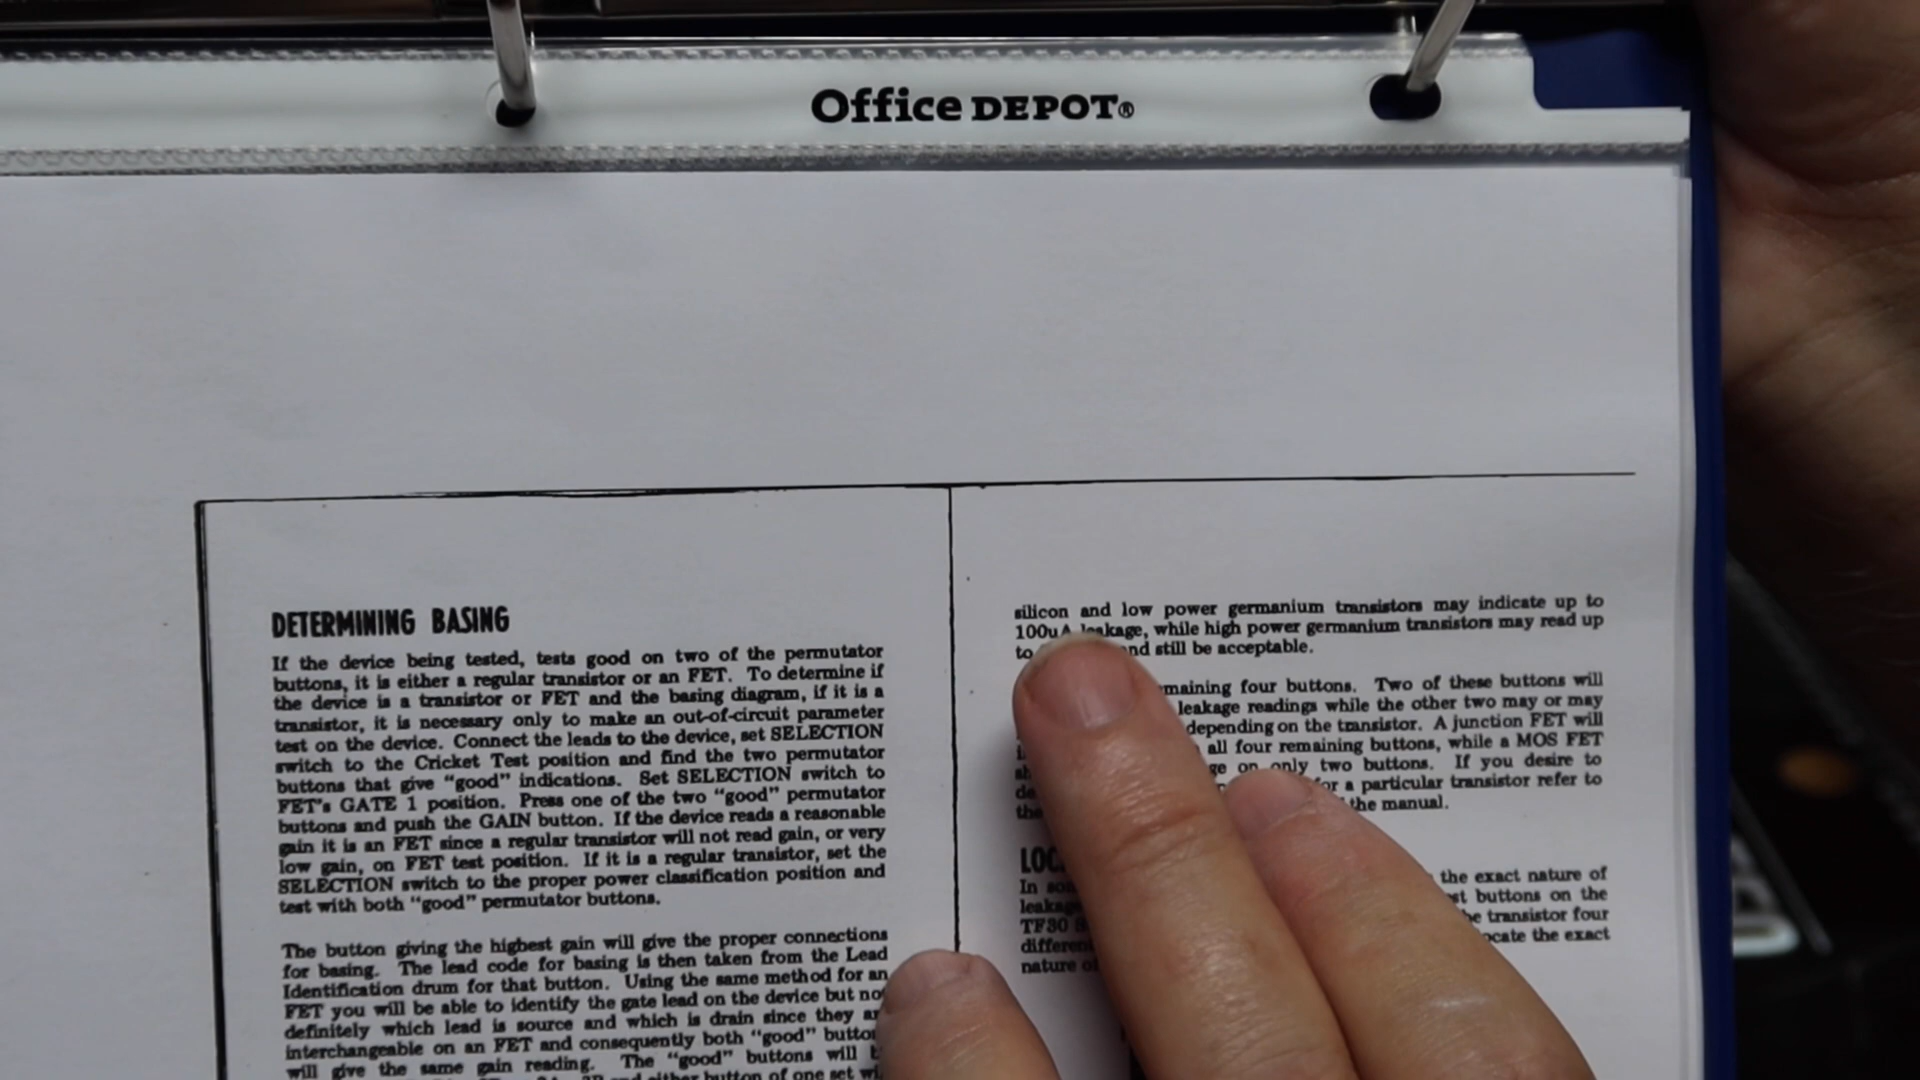 Office DEPOT®
DETERMINING BASING
If the device being tested, tests good on two of the permutator
buttons, it is either a regular transistor or an FET. To determine if
the device is a transistor or FET and the basing diagram, if it is a
transistor, it is necessary only to make an out-of-circuit parameter
test on the device. Connect the leads to the device, set SELECTION
switch to the Cricket Test position and find the two permutator
buttons that give "good" indications. Set SELECTION switch to
FET's GATE 1 position. Press one of the two "good" permutator
buttons and push the GAIN button. If the device reads a reasonable
gain it is an FET since a regular transistor will not read gain, or very
low gain, on FET test position. If it is a regular transistor, set the
SELECTION switch to the proper power classification position and
test with both "good" permutator buttons.
The button giving the highest gain will give the proper connections
for basing. The lead code for basing is then taken from the Lead
Identification drum for that button. Using the same method for an
FET you will be able to identify the gate lead on the device but
definitely which lead is source and which is drain since they
interchangeable on an FET and consequently both "good"
will give the same gain reading. The "good" buttons will
either button of one set
silicon and low power germanium transistors may indicate up to
100uA leakage, while high power germanium transistors may read up
to and still be acceptable.
four buttons. Two of these buttons will
leakage readings while the other two may or may
depending on the transistor. A junction FET will
all four remaining buttons, while a MOS FET
on only two buttons. If you desire to
for a particular transistor refer to
the the manual.
In the exact nature of
buttons on the
TF30 transistor four
the exact
nature